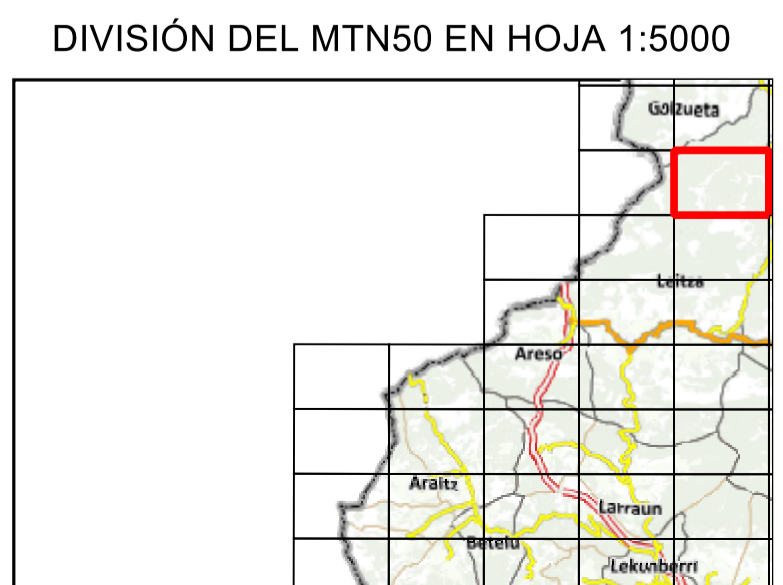 DIVISIÓN DEL MTN50 EN HOJA 1:5000
Goizueta
Leitza
Areso
Araitz
Larraun
Betelu
Lekunberri